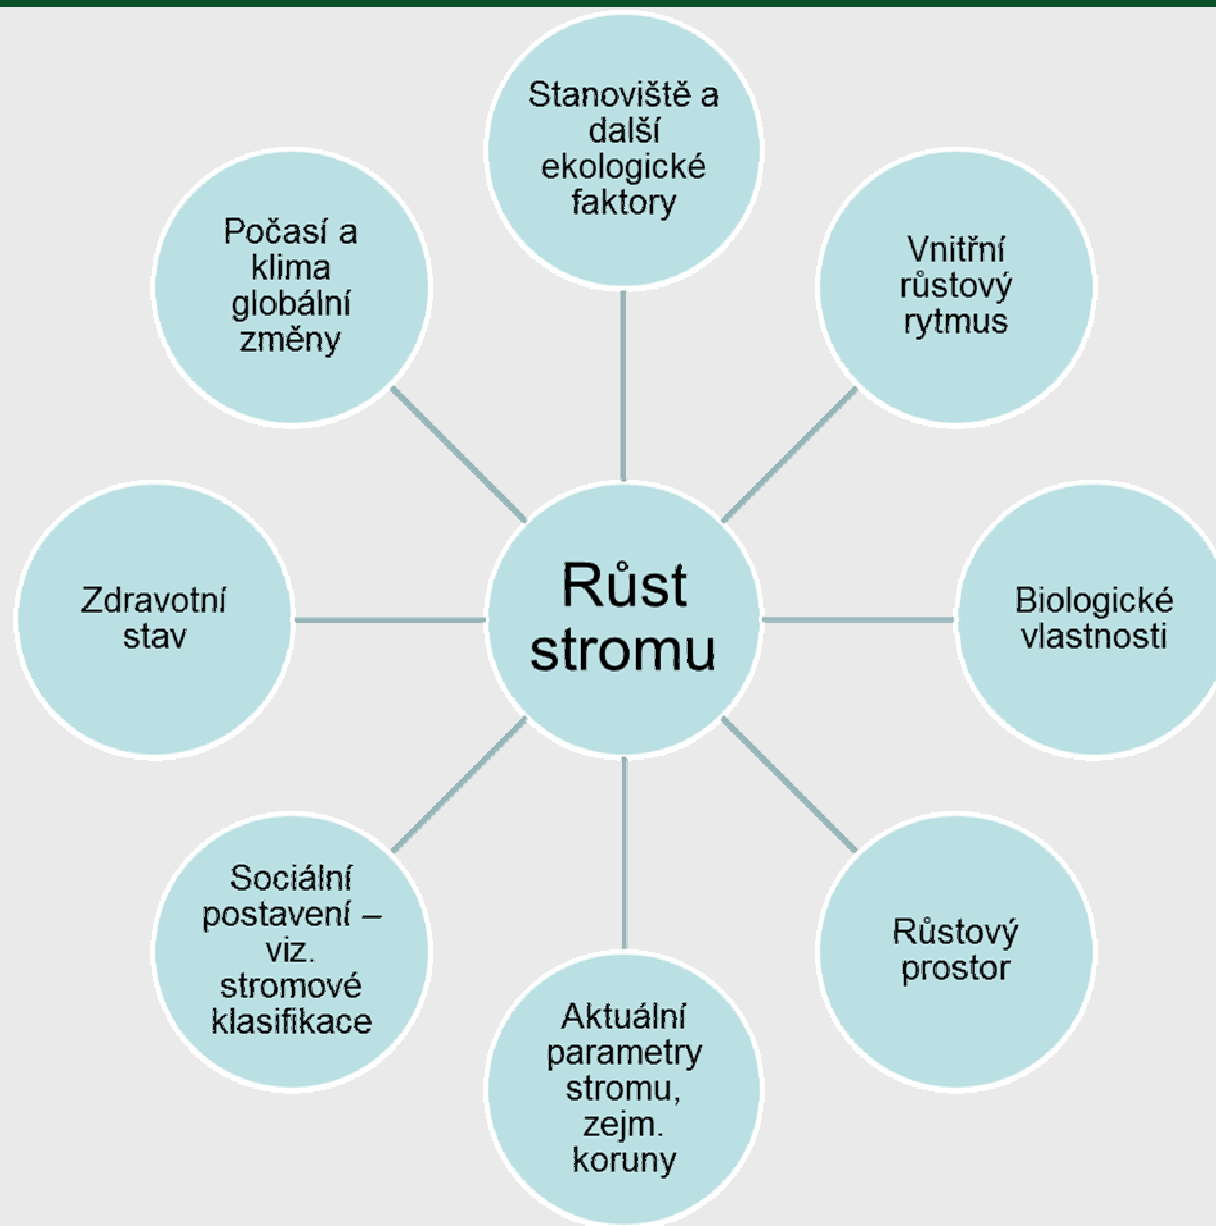 Stanoviště a
další
ekologické
faktory
Vnitřní
růstový
rytmus
Biologické
vlastnosti
Růstový
prostor
Aktuální
parametry
stromu,
zejm.
koruny
Sociální
postavení –
viz.
stromové
klasifikace
Zdravotní
stav
Počasí a
klima
globální
změny
Růst
stromu